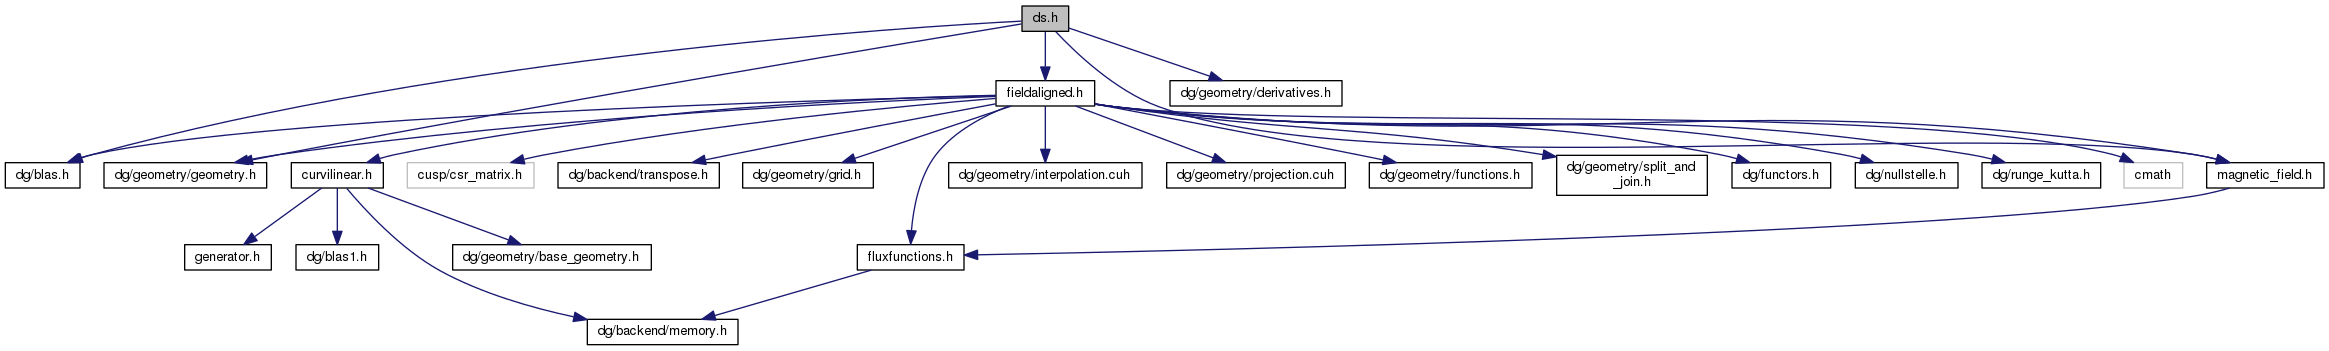 ds.h
fieldaligned.h
dg/geometry/derivatives.h
dg/blas.h
dg/geometry/geometry.h
curvilinear.h
cusp/csr_matrix.h
dg/backend/transpose.h
dg/geometry/grid.h
dg/geometry/interpolation.cuh
dg/geometry/projection.cuh
dg/geometry/functions.h
dg/geometry/split_and
_join.h
dg/functors.h
dg/nullstelle.h
dg/runge_kutta.h
cmath
magnetic_field.h
generator.h
dg/blas1.h
dg/geometry/base_geometry.h
fluxfunctions.h
dg/backend/memory.h